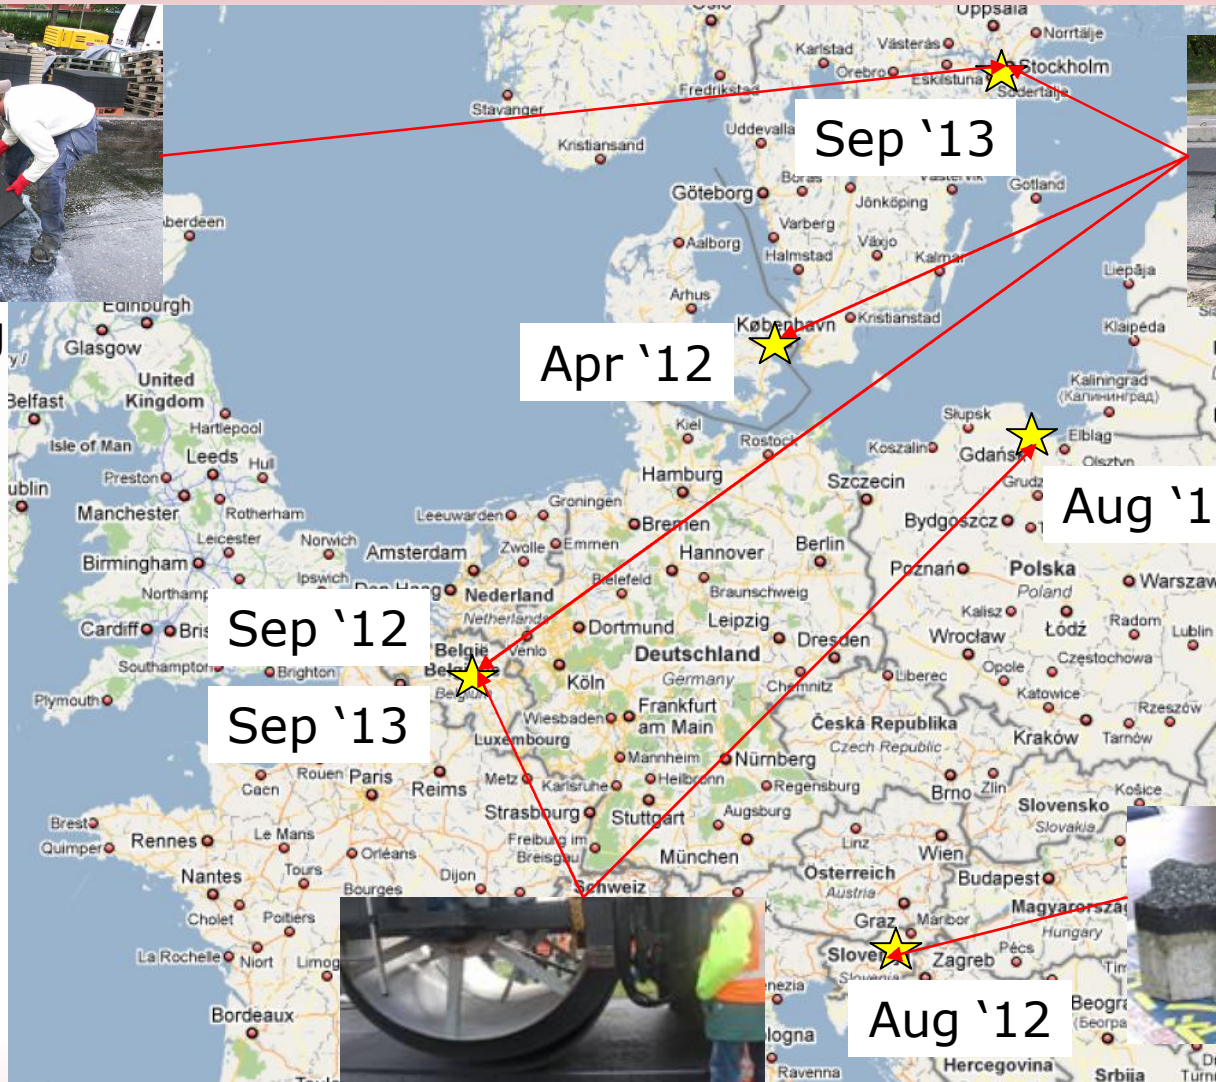 Uppsala
Norrtälje
Karlstad
Västerås
Örebro
Eskilstuna
Stockholm
Södertälje
Fredrikstad
Stavanger
Kristiansand
Uddevalla
Sep ‘13
Göteborg
Borås
Jönköping
Gotland
Varberg
Växjö
Aalborg
Halmstad
Kalmar
Liepāja
Århus
København
Kristianstad
Klaipėda
Edinburgh
Glasgow
United
Kingdom
Apr ‘12
Kaliningrad
(Калининград)
Belfast
Hartlepool
Isle of Man
Kiel
Rostock
Słupsk
Koszalin
Gdańsk
Elbląg
Olsztyn
Leeds
Hull
Preston
Hamburg
Szczecin
Manchester
Rotherham
Groningen
Leeuwarden
Bremen
Bydgoszcz
Aug ‘1
Leicester
Norwich
Amsterdam
Zwolle
Emmen
Hannover
Berlin
Birmingham
Ipswich
Bielefeld
Braunschweig
Poznań
Polska
Poland
Warszaw
Nederland
Netherlands
Kalisz
Łódź
Radom
Lublin
Cardiff
Sep ‘12
Dortmund
Leipzig
Dresden
Wrocław
Southampton
Brighton
België
Venlo
Deutschland
Germany
Częstochowa
Opole
Plymouth
Belgium
Köln
Chemnitz
Liberec
Katowice
Sep ‘13
Wiesbaden
Frankfurt
am Main
Česká Republika
Czech Republic
Kraków
Tarnów
Rzeszów
Luxembourg
Mannheim
Nürnberg
Rouen
Paris
Reims
Metz
Karlsruhe
Heilbronn
Regensburg
Brno
Zlin
Košice
Caen
Slovensko
Slovakia
Brest
Quimper
Rennes
Le Mans
Strasbourg
Stuttgart
Augsburg
Linz
Wien
Orléans
Freiburg im
Breisgau
München
Nantes
Tours
Bourges
Dijon
Schweiz
Österreich
Austria
Budapest
Cholet
Poitiers
Graz
Maribor
Magyarország
Hungary
La Rochelle
Niort
Limog
Slovenia
Zagreb
Pécs
Bordeaux
Aug ‘12
Beogra
(Београ
Ravenna
Hercegovina
Srbija